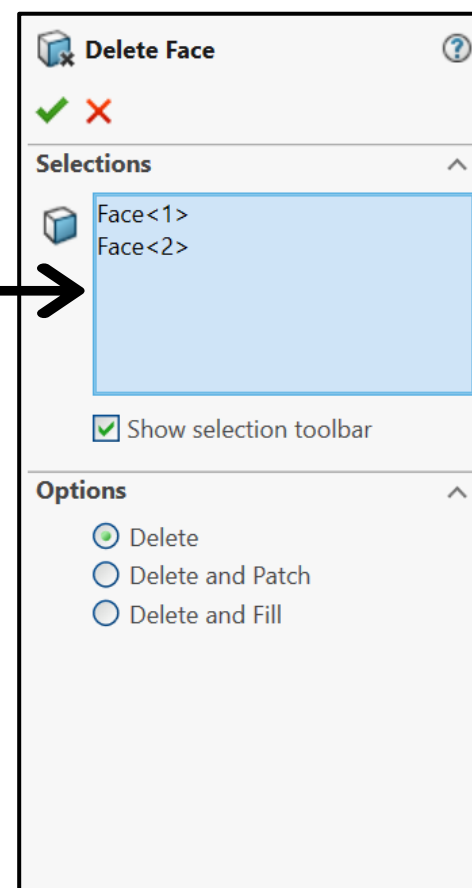 Delete Face
Selections
Face<1>
Face<2>
Show selection toolbar
Options
Delete
Delete and Patch
Delete and Fill